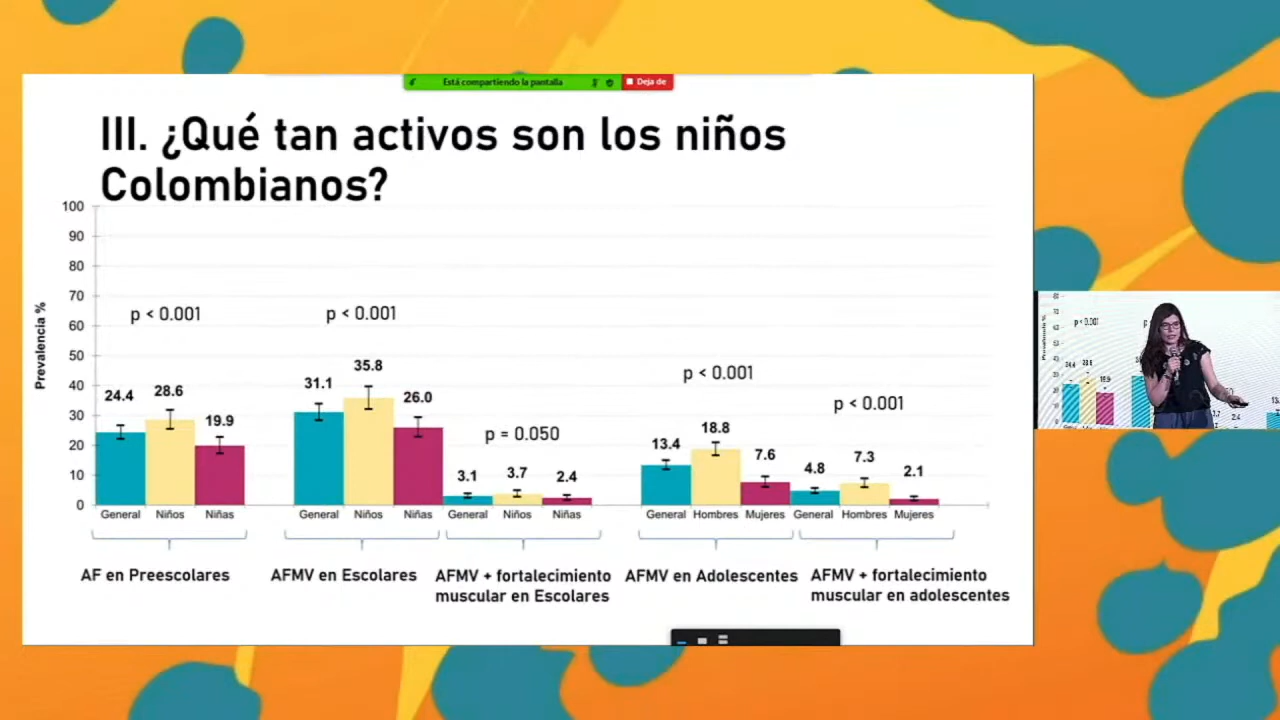 Está compartiendo la pantalla
Deja de
III. ¿Qué tan activos son los niños
Colombianos?
Prevalencia %
100
90
80
70
60
50
40
30
20
10
0
p < 0.001
24.4 28.6 19.9
General Niños Niñas
AF en Preescolares
p < 0.001
31.1 35.8 26.0
General Niños Niñas
AFMV en Escolares
p = 0.050
3.1 3.7 2.4
General Niños Niñas
AFMV + fortalecimiento
muscular en Escolares
p < 0.001
13.4 18.8 7.6
General Hombres Mujeres
AFMV en Adolescentes
p < 0.001
4.8 7.3 2.1
General Hombres Mujeres
AFMV + fortalecimiento
muscular en adolescentes
p < 0.001